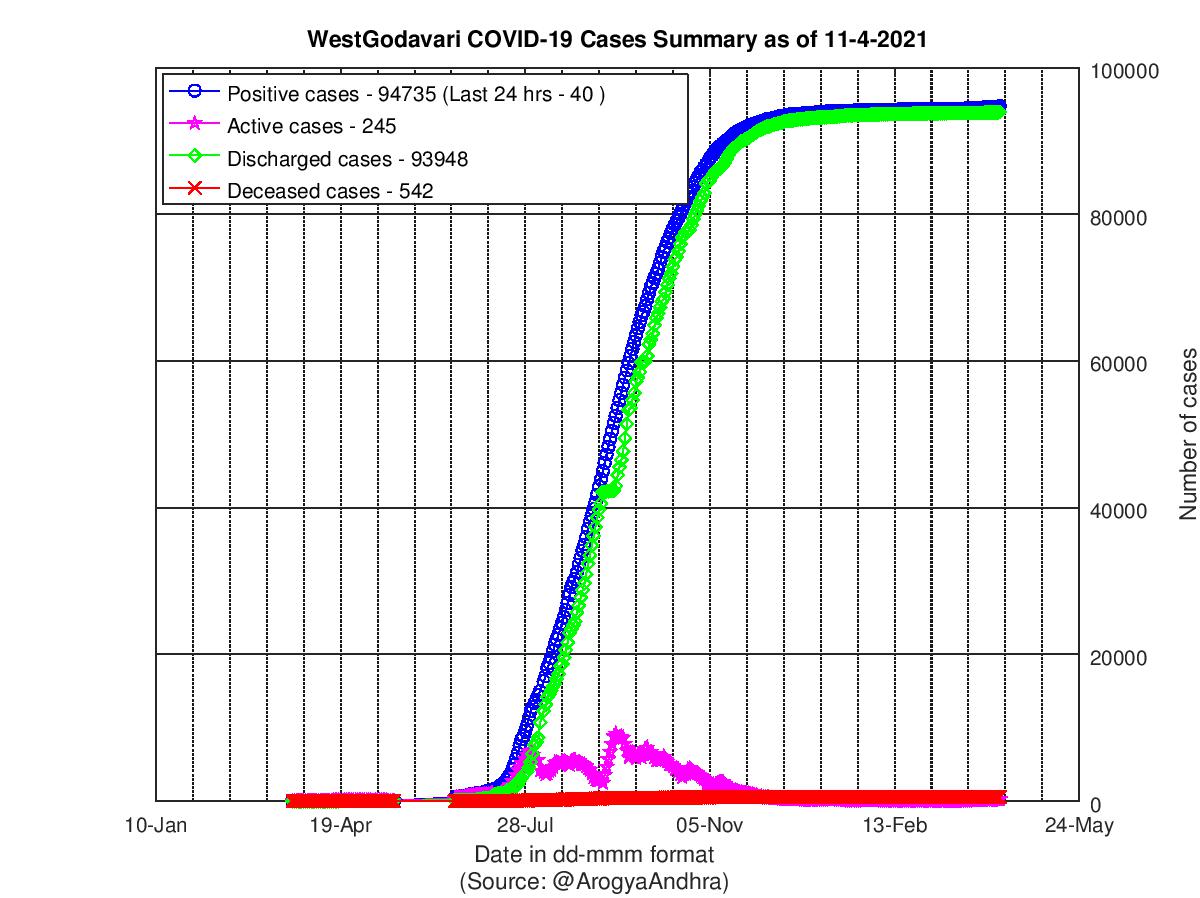 WestGodavari COVID-19 Cases Summary as of 11-4-2021
Positive cases - 94735 (Last 24 hrs - 40 )
Active cases - 245
Discharged cases - 93948
Deceased cases - 542
100000
80000
60000
40000
20000
0
Number of cases
10-Jan 19-Apr 28-Jul 05-Nov 13-Feb 24-May
Date in dd-mmm format
(Source: @ArogyaAndhra)